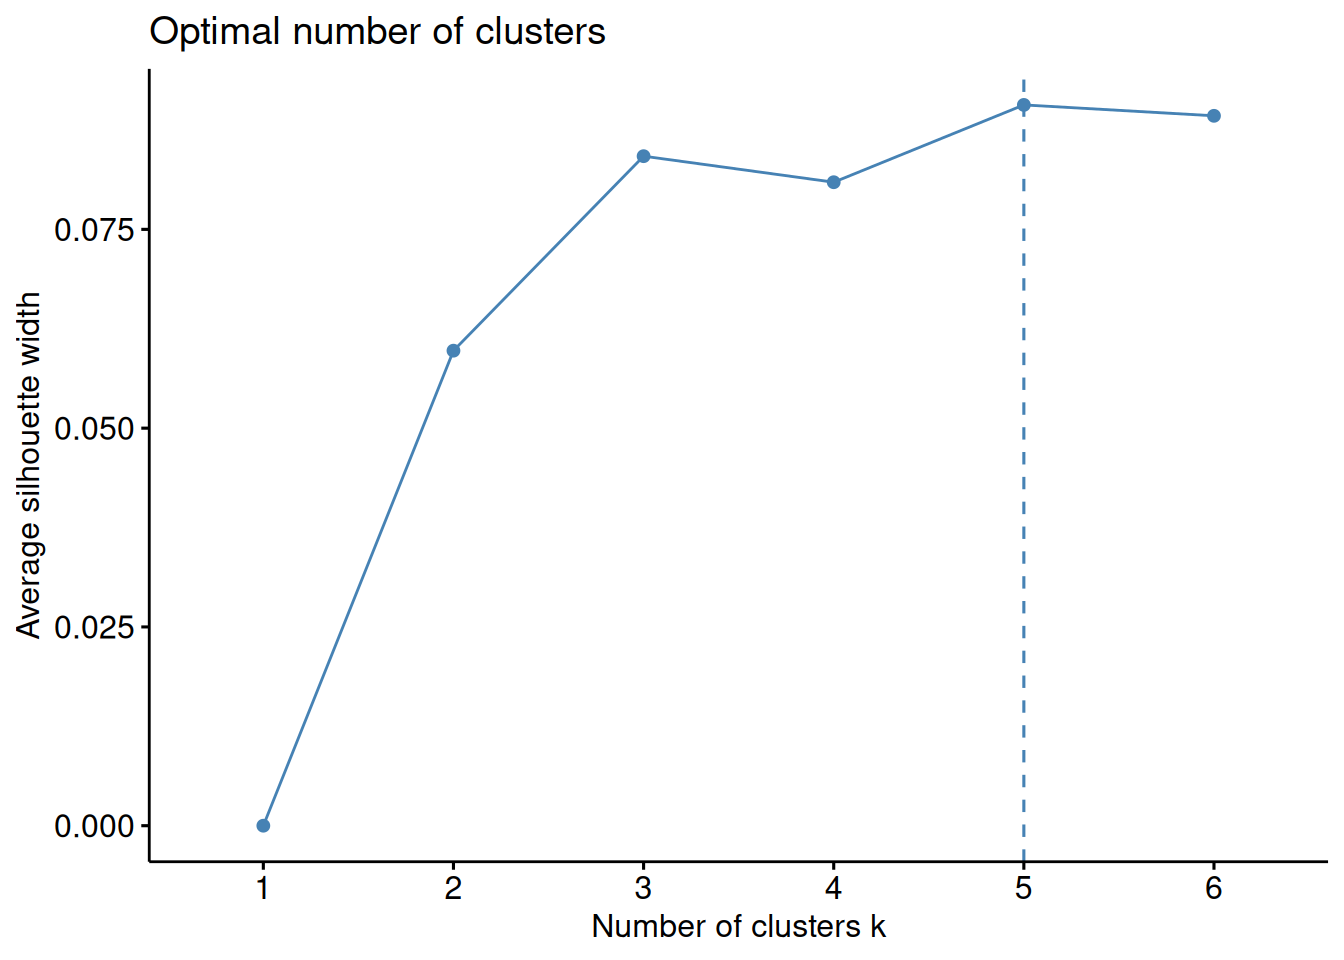 Optimal number of clusters
Average silhouette width
0.075
0.050
0.025
0.000
1 2 3 4 5 6
Number of clusters k